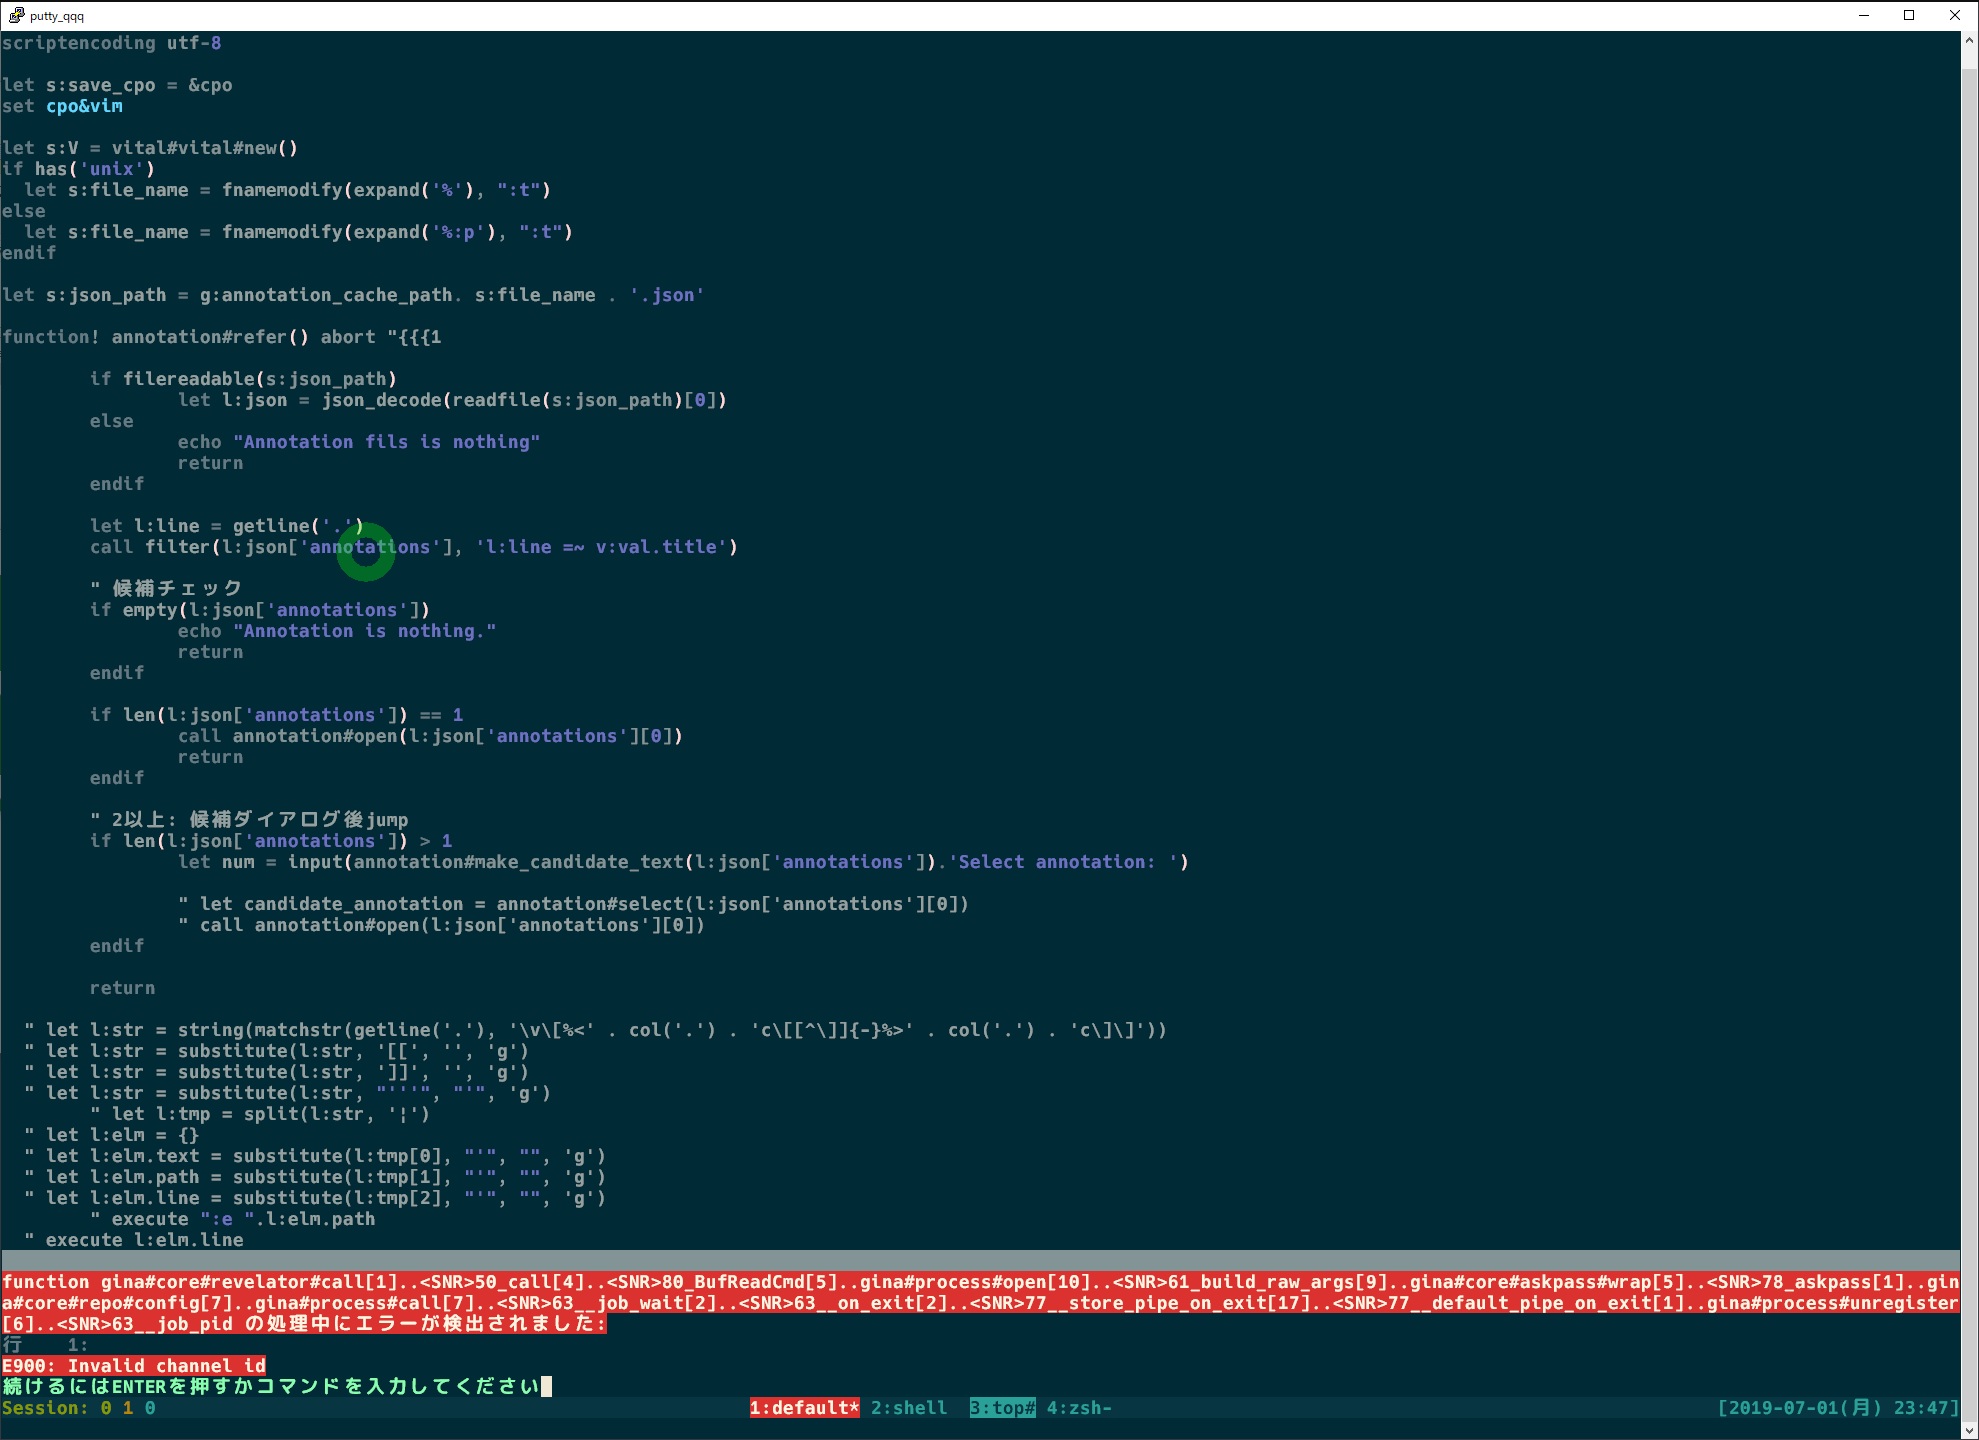 putty_qqq
scriptencoding utf-8
let s:save_cpo = &cpo
set cpo&vim
let s:V = vital#vital#new()
if has('unix')
  let s:file_name = fnamemodify(expand('%'), ":t")
else
  let s:file_name = fnamemodify(expand('%:p'), ":t")
endif
let s:json_path = g:annotation_cache_path. s:file_name . '.json'
function! annotation#refer() abort "{{{1
        if filereadable(s:json_path)
                let l:json = json_decode(readfile(s:json_path)[0])
        else
                echo "Annotation fils is nothing"
                return
        endif
        let l:line = getline('.')
        call filter(l:json['annotations'], 'l:line =~ v:val.title')
        " 候補チェック
        if empty(l:json['annotations'])
                echo "Annotation is nothing."
                return
        endif
        if len(l:json['annotations']) == 1
                call annotation#open(l:json['annotations'][0])
                return
        endif
        " 2以上: 候補ダイアログ後jump
        if len(l:json['annotations']) > 1
                let num = input(annotation#make_candidate_text(l:json['annotations']).'Select annotation: ')
                " let candidate_annotation = annotation#select(l:json['annotations'][0])
                " call annotation#open(l:json['annotations'][0])
        endif
        return
  " let l:str = string(matchstr(getline('.'), '\v\[%<' . col('.') . 'c\[[^\]]{-}%>' . col('.') . 'c\]\]'))
  " let l:str = substitute(l:str, '[[', '', 'g')
  " let l:str = substitute(l:str, ']]', '', 'g')
  " let l:str = substitute(l:str, "'''", "'", 'g')
        " let l:tmp = split(l:str, '¦')
  " let l:elm = {}
  " let l:elm.text = substitute(l:tmp[0], "'", "", 'g')
  " let l:elm.path = substitute(l:tmp[1], "'", "", 'g')
  " let l:elm.line = substitute(l:tmp[2], "'", "", 'g')
        " execute ":e ".l:elm.path
  " execute l:elm.line
function gina#core#revelator#call[1]..<SNR>50_call[4]..<SNR>80_BufReadCmd[5]..gina#process#open[10]..<SNR>61_build_raw_args[9]..gina#core#askpass#wrap[5]..<SNR>78_askpass[1]..gin
a#core#repo#config[7]..gina#process#call[7]..<SNR>63__job_wait[2]..<SNR>63__on_exit[2]..<SNR>77__store_pipe_on_exit[17]..<SNR>77__default_pipe_on_exit[1]..gina#process#unregister
[6]..<SNR>63__job_pid の処理中にエラーが検出されました:
行    1:
E900: Invalid channel id
続けるにはENTERを押すかコマンドを入力してください
Session: 0 1 0 1:default* 2:shell  3:top# 4:zsh- [2019-07-01(月) 23:47]